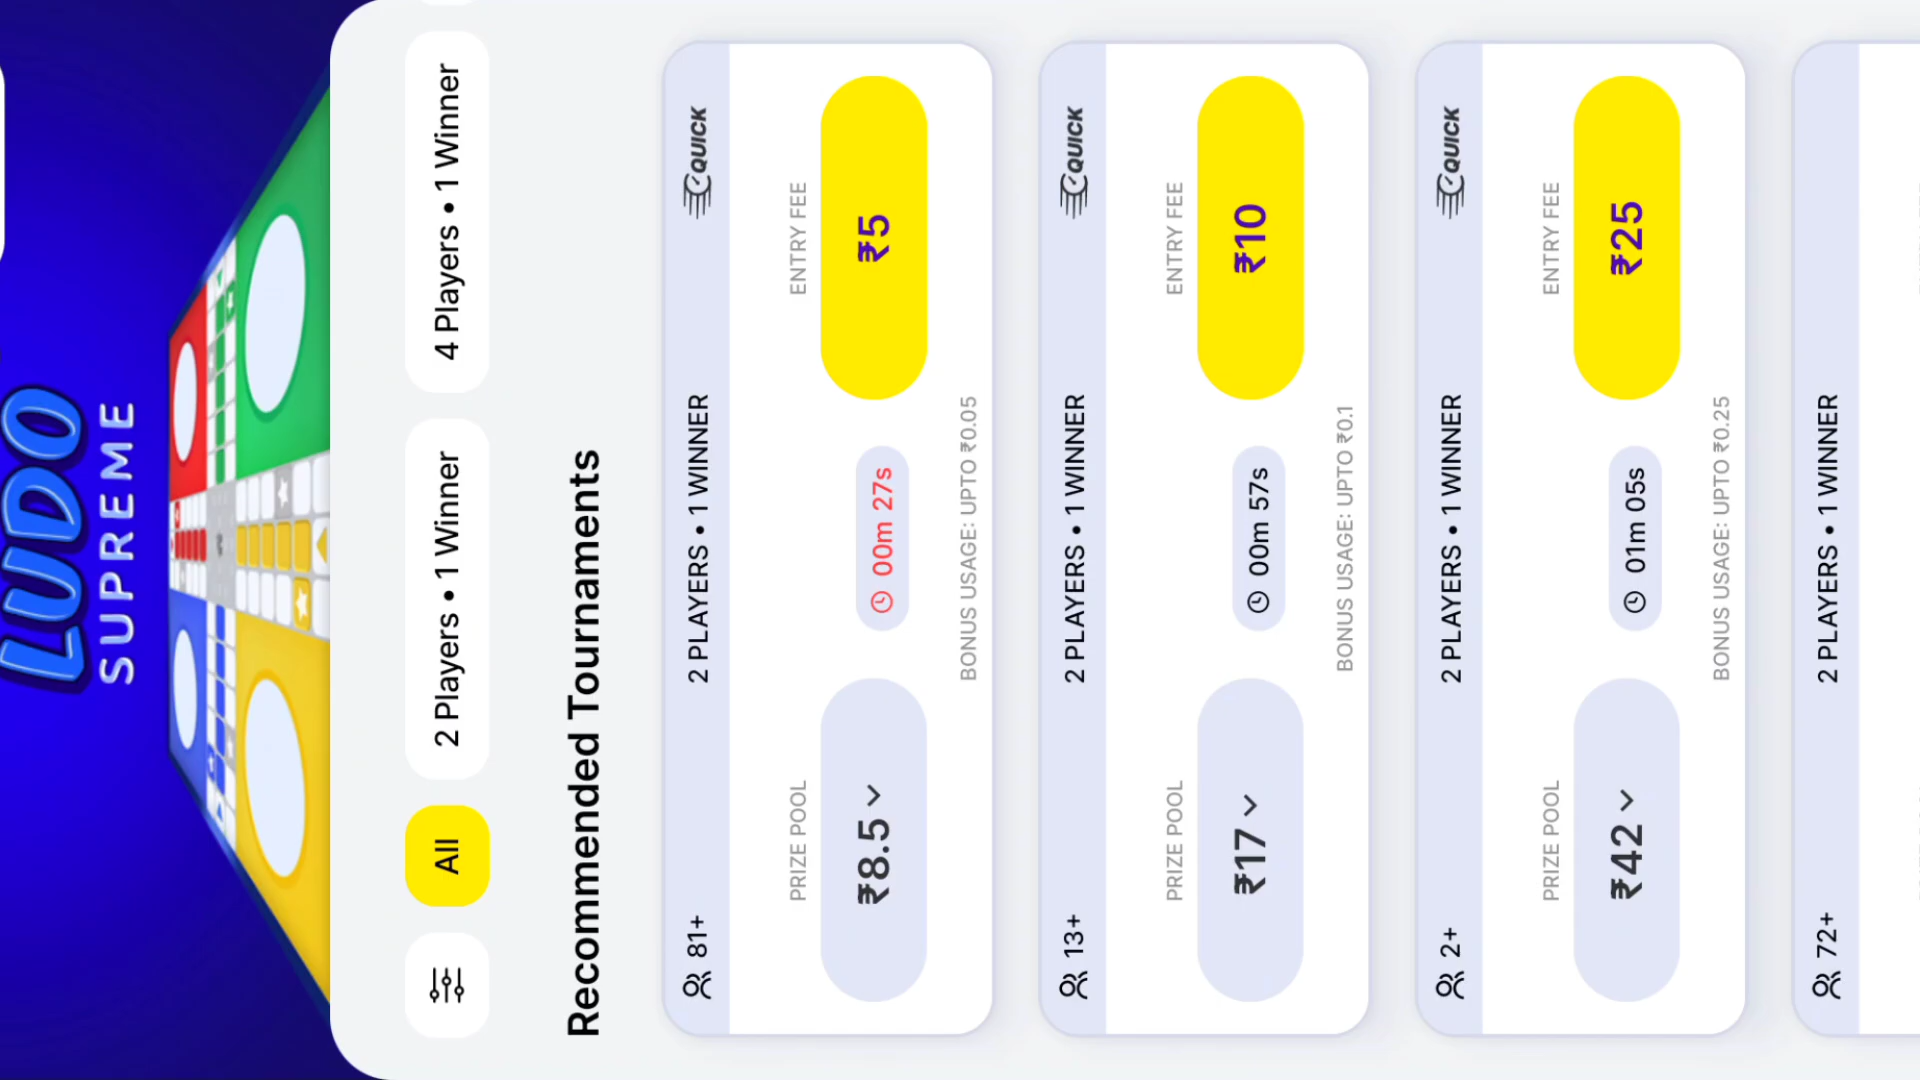 LUDO
SUPREME
All
2 Players • 1 Winner
4 Players • 1 Winner
Recommended Tournaments
81+
2 PLAYERS • 1 WINNER
QUICK
PRIZE POOL
ENTRY FEE
₹8.5
00m 27s
₹5
BONUS USAGE: UPTO ₹0.05
13+
2 PLAYERS • 1 WINNER
QUICK
PRIZE POOL
ENTRY FEE
₹17
00m 57s
₹10
BONUS USAGE: UPTO ₹0.1
2+
2 PLAYERS • 1 WINNER
QUICK
PRIZE POOL
ENTRY FEE
₹42
01m 05s
₹25
BONUS USAGE: UPTO ₹0.25
72+
2 PLAYERS • 1 WINNER